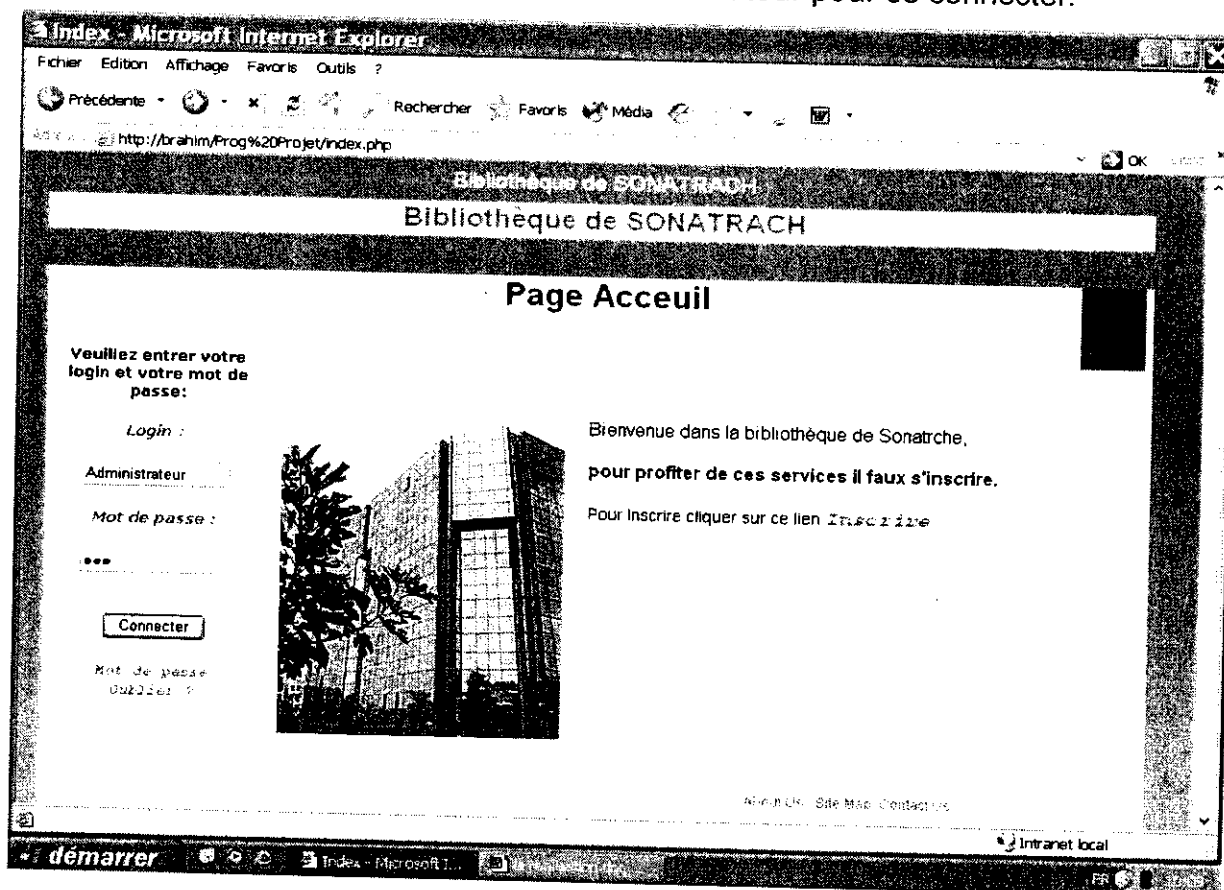 pour se connecter.
Index - Microsoft Internet Explorer
Fichier Edition Affichage Favoris Outils ?
Précédente Rechercher Favoris Média
http://brahim/Prog%20Projet/index.php
OK
Bibliothèque de SONATRACH
Bibliothèque de SONATRACH
Page Acceuil
Veuillez entrer votre
login et votre mot de
passe:
Login :
Administrateur
Mot de passe :
•••
Connecter
Mot de passe
Oublier ?
Bienvenue dans la bibliothèque de Sonatrche,
pour profiter de ces services il faux s'inscrire.
Pour Inscrire cliquer sur ce lien Inscrire
About Us Site Map Contact Us
Intranet local
démarrer Index - Microsoft I...
FR